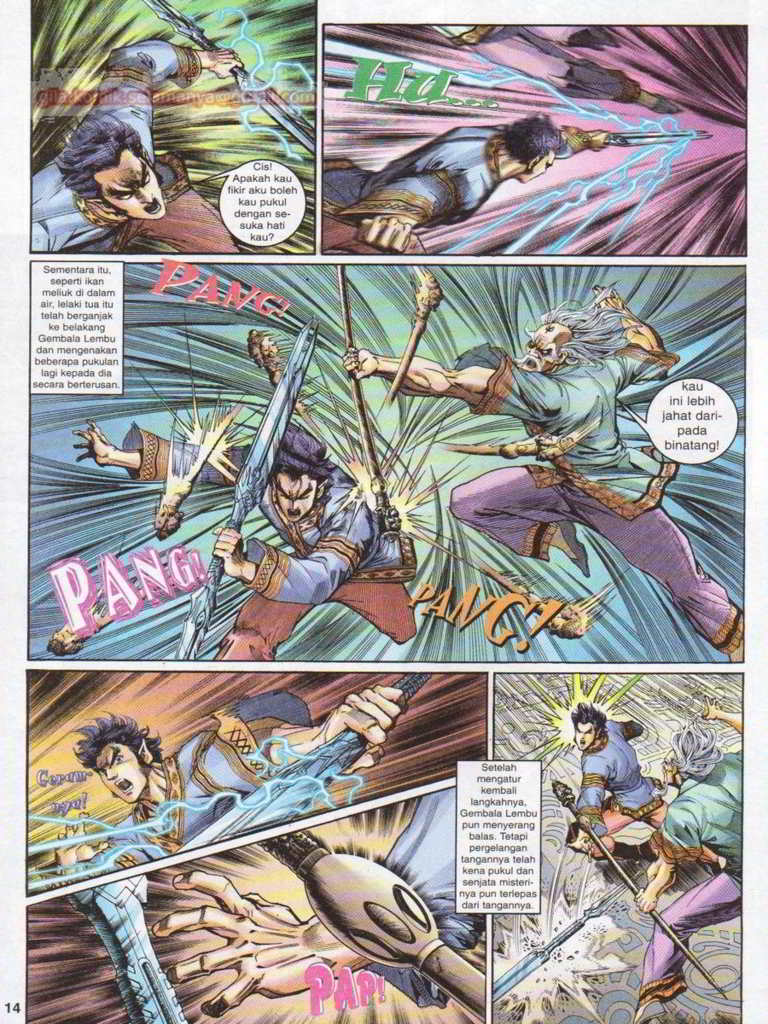 Cis!
Apakah kau
fikir aku boleh
kau pukul
dengan se-
suka hati
kau?
HU...
Sementara itu,
seperti ikan
meliuk di dalam
air, lelaki tua itu
telah berganjak
ke belakang
Gembala Lembu
dan mengenakan
beberapa pukulan
lagi kepada dia
secara berterusan.
PANG!
kau
ini lebih
jahat dari-
pada
binatang!
PANG!
PANG!
Geram-
nya!
Setelah
mengatur
kembali
langkahnya,
Gembala Lembu
pun menyerang
balas. Tetapi
pergelangan
tangannya telah
kena pukul dan
senjata misteri-
nya pun terlepas
dari tangannya.
PAP!
14